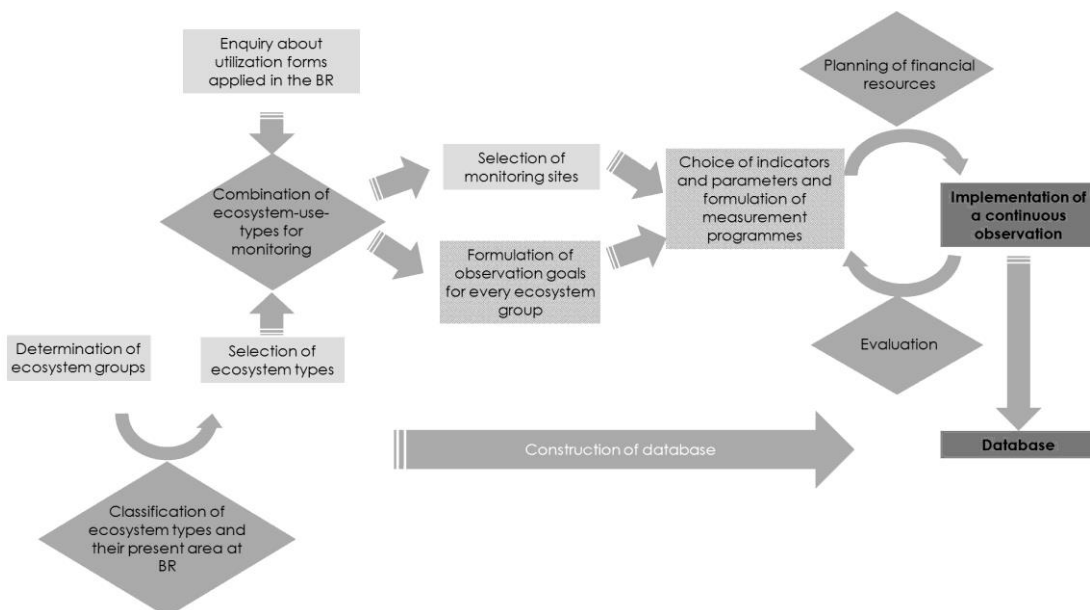 Enquiry about
utilization forms
applied in the BR
Planning of financial
resources
Combination of
ecosystem-use-
types for
monitoring
Selection of
monitoring sites
Choice of indicators
and parameters and
formulation of
measurement
programmes
Implementation of
a continuous
observation
Formulation of
observation goals
for every ecosystem
group
Determination of
ecosystem groups
Selection of
ecosystem types
Evaluation
Construction of database
Database
Classification of
ecosystem types and
their present area at
BR